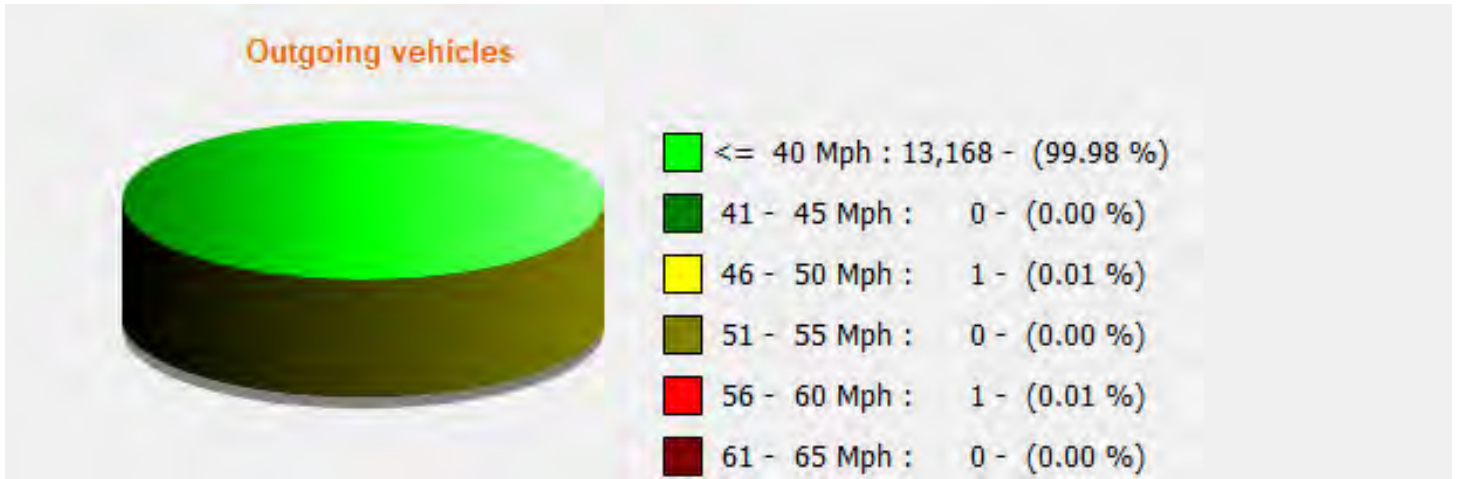 Outgoing vehicles
<= 40 Mph : 13,168 - (99.98 %)
41 - 45 Mph : 0 - (0.00 %)
46 - 50 Mph : 1 - (0.01 %)
51 - 55 Mph : 0 - (0.00 %)
56 - 60 Mph : 1 - (0.01 %)
61 - 65 Mph : 0 - (0.00 %)